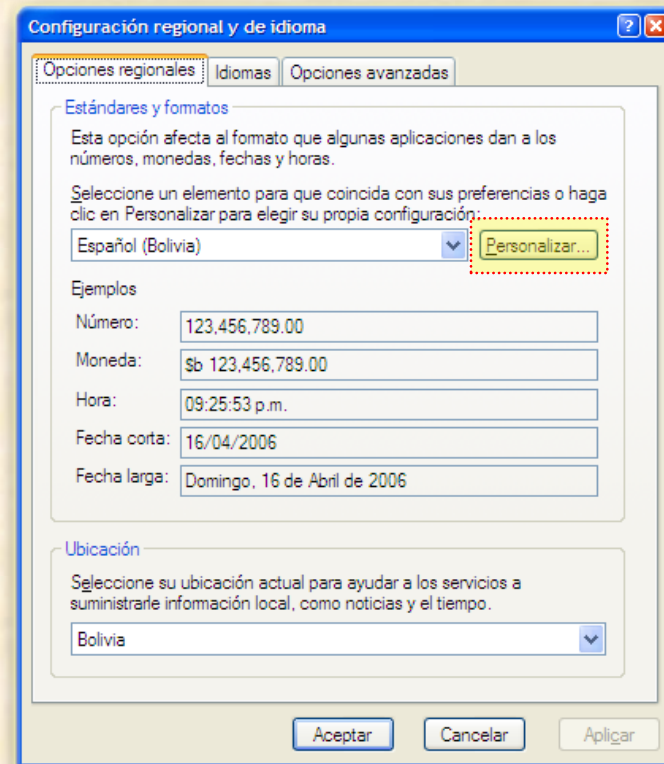 Configuración regional y de idioma
Opciones regionales Idiomas Opciones avanzadas
Estándares y formatos
Esta opción afecta al formato que algunas aplicaciones dan a los
números, monedas, fechas y horas.
Seleccione un elemento para que coincida con sus preferencias o haga
clic en Personalizar para elegir su propia configuración:
Español (Bolivia) Personalizar...
Ejemplos
Número: 123,456,789.00
Moneda: $b 123,456,789.00
Hora: 09:25:53 p.m.
Fecha corta: 16/04/2006
Fecha larga: Domingo, 16 de Abril de 2006
Ubicación
Seleccione su ubicación actual para ayudar a los servicios a
suministrarle información local, como noticias y el tiempo.
Bolivia
Aceptar Cancelar Aplicar